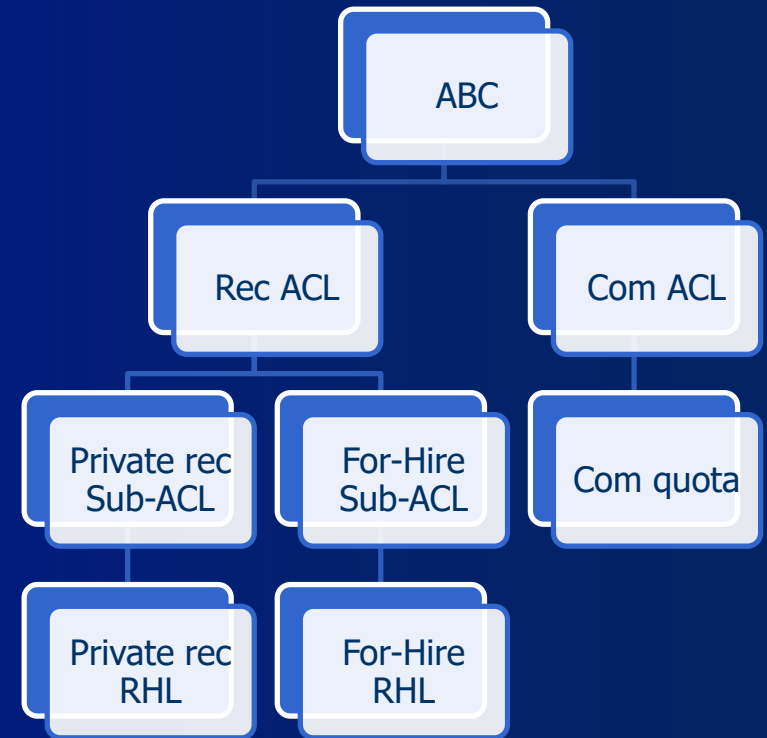 ABC
Rec ACL
Com ACL
Private rec
Sub-ACL
For-Hire
Sub-ACL
Com quota
Private rec
RHL
For-Hire
RHL